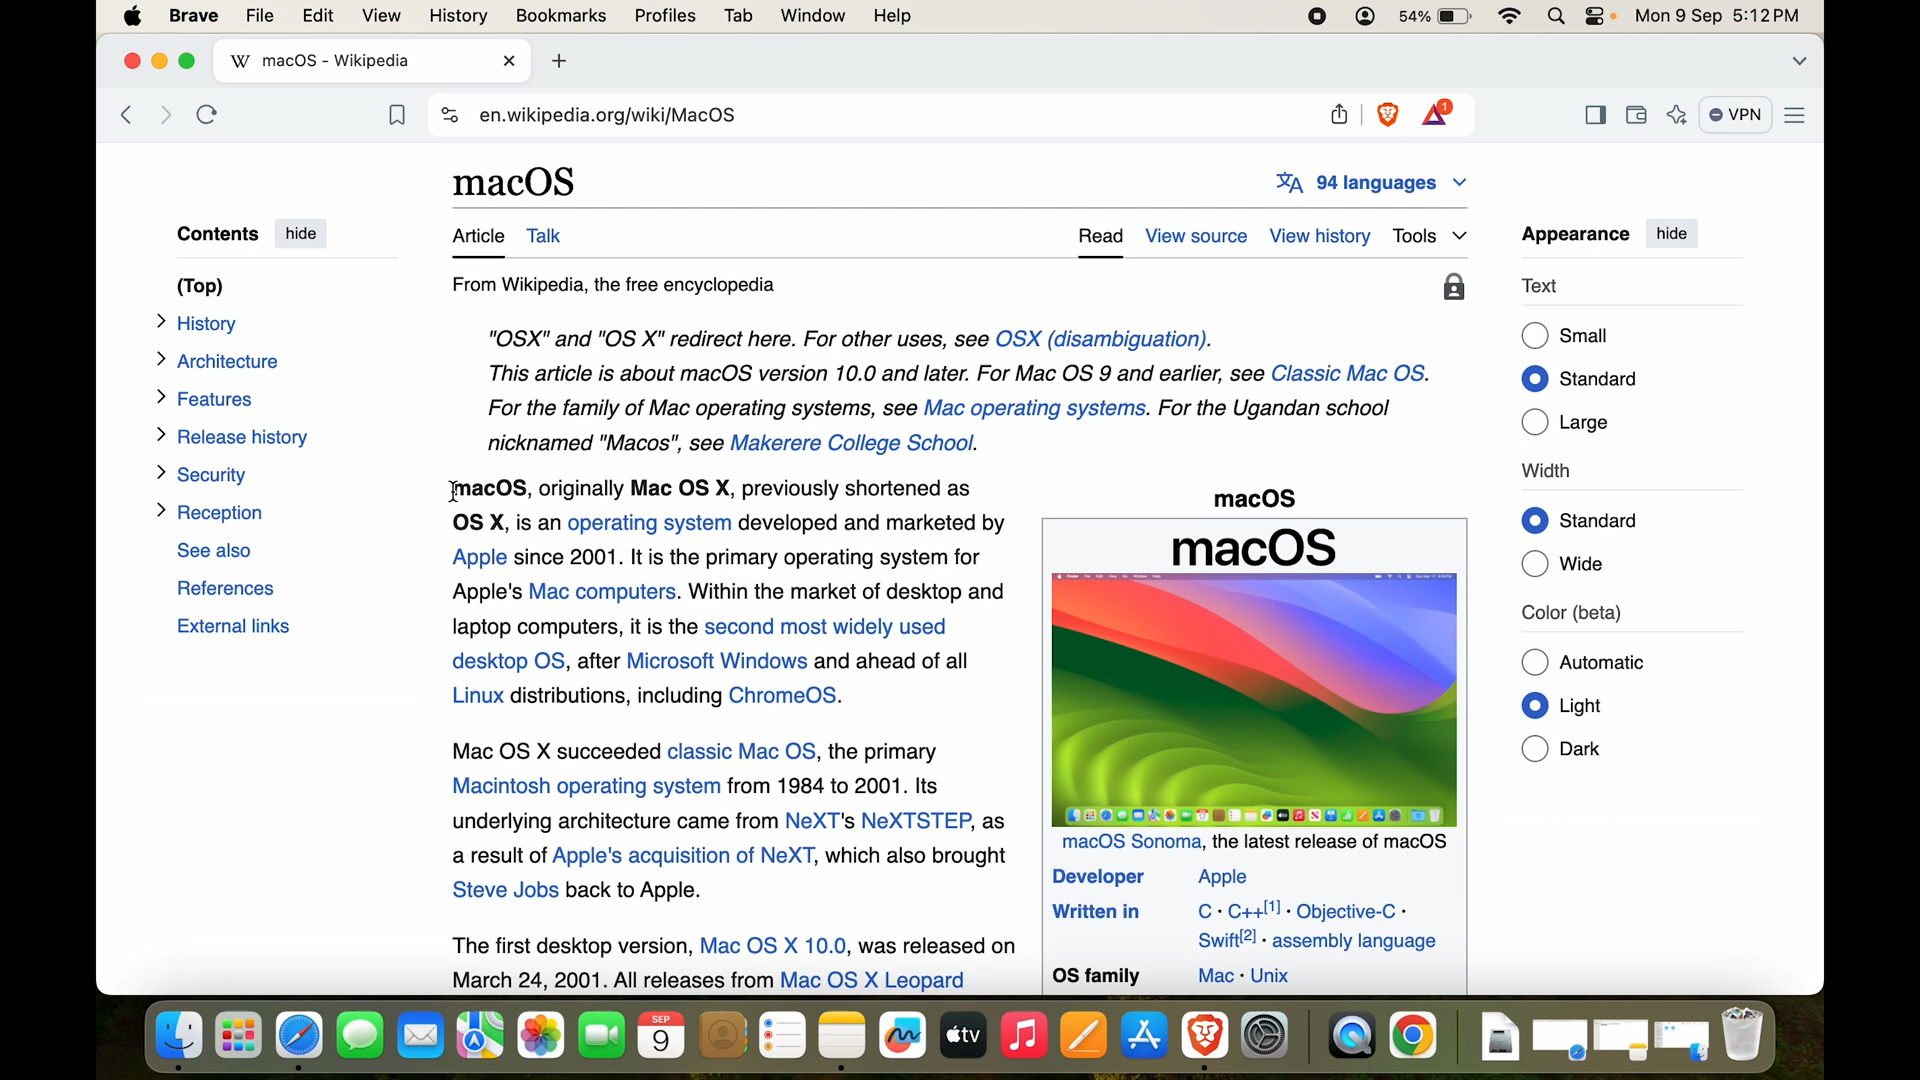 Brave File Edit View History Bookmarks Profiles Tab Window Help 54% Mon 9 Sep 5:12 PM
W macOS - Wikipedia
en.wikipedia.org/wiki/MacOS 1 VPN
macOS 94 languages
Contents hide
(Top)
History
Architecture
Features
Release history
Security
Reception
See also
References
External links
Article Talk Read View source View history Tools
From Wikipedia, the free encyclopedia
"OSX" and "OS X" redirect here. For other uses, see OSX (disambiguation).
This article is about macOS version 10.0 and later. For Mac OS 9 and earlier, see Classic Mac OS.
For the family of Mac operating systems, see Mac operating systems. For the Ugandan school
nicknamed "Macos", see Makerere College School.
macOS, originally Mac OS X, previously shortened as
OS X, is an operating system developed and marketed by
Apple since 2001. It is the primary operating system for
Apple's Mac computers. Within the market of desktop and
laptop computers, it is the second most widely used
desktop OS, after Microsoft Windows and ahead of all
Linux distributions, including ChromeOS.
Mac OS X succeeded classic Mac OS, the primary
Macintosh operating system from 1984 to 2001. Its
underlying architecture came from NeXT's NeXTSTEP, as
a result of Apple's acquisition of NeXT, which also brought
Steve Jobs back to Apple.
The first desktop version, Mac OS X 10.0, was released on
March 24, 2001. All releases from Mac OS X Leopard
macOS
macOS
macOS Sonoma, the latest release of macOS
Developer Apple
Written in C · C++[1] · Objective-C ·
Swift[2] · assembly language
OS family Mac · Unix
Appearance hide
Text
Small
Standard
Large
Width
Standard
Wide
Color (beta)
Automatic
Light
Dark
SEP
9
tv